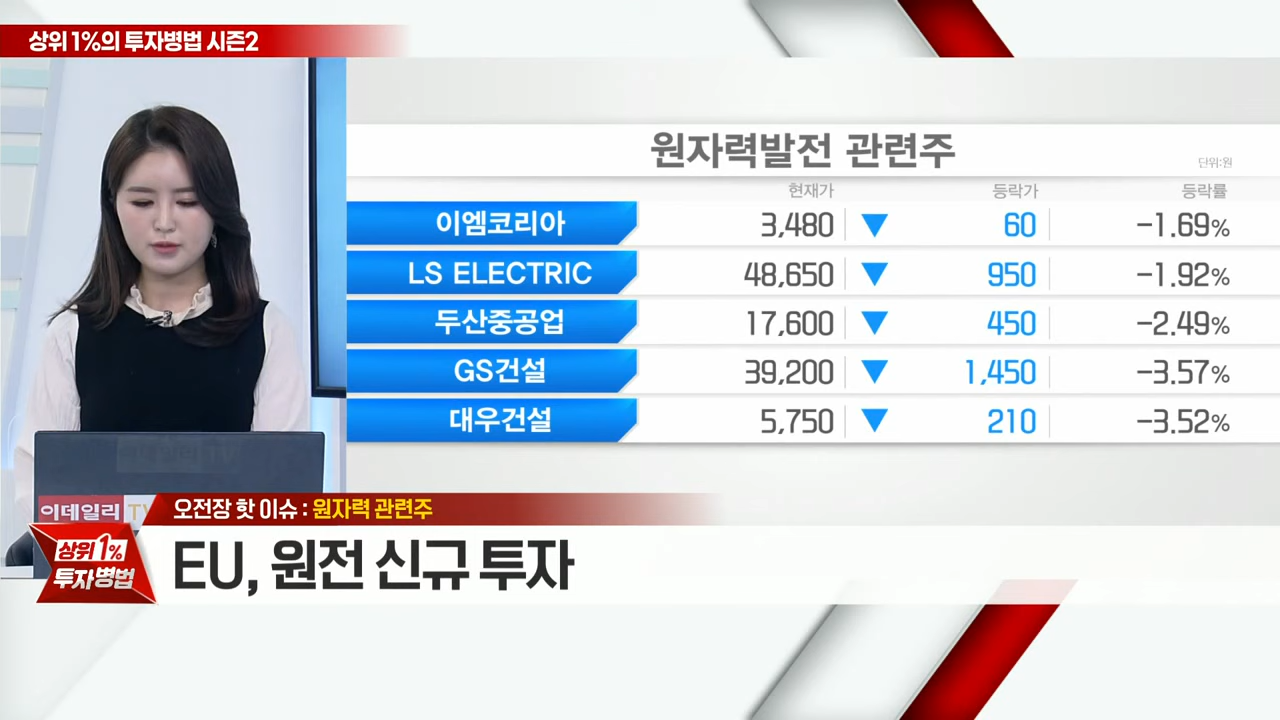 상위 1%의 투자병법 시즌2
원자력발전 관련주
단위:원
현재가 등락가 등락률
이엠코리아 3,480 ▼ 60 -1.69%
LS ELECTRIC 48,650 ▼ 950 -1.92%
두산중공업 17,600 ▼ 450 -2.49%
GS건설 39,200 ▼ 1,450 -3.57%
대우건설 5,750 ▼ 210 -3.52%
이데일리 TV
오전장 핫 이슈 : 원자력 관련주
상위 1%
투자병법
EU, 원전 신규 투자